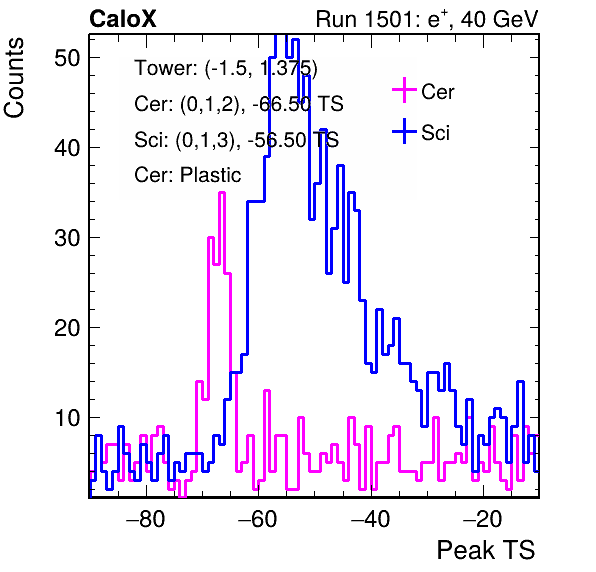 CaloX
Run 1501: e+, 40 GeV
Counts
50
40
30
20
10
Tower: (-1.5, 1.375)
Cer: (0,1,2), -66.50 TS
Sci: (0,1,3), -56.50 TS
Cer: Plastic
Cer
Sci
−80
−60
−40
−20
Peak TS